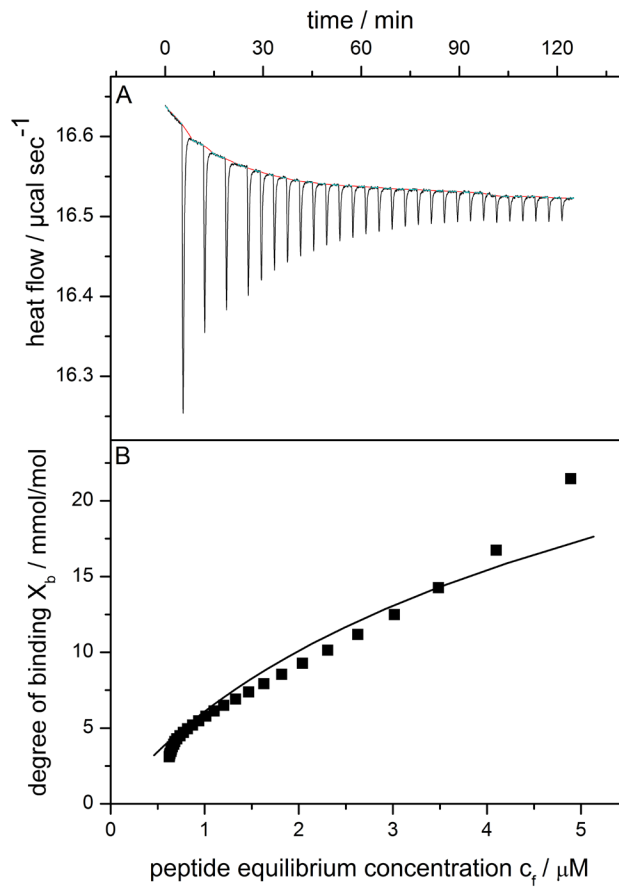 time / min
0 30 60 90 120
A
16.6
16.5
16.4
16.3
heat flow / µcal sec⁻¹
B
20
15
10
5
0
degree of binding X_b / mmol/mol
0 1 2 3 4 5
peptide equilibrium concentration c_f / µM